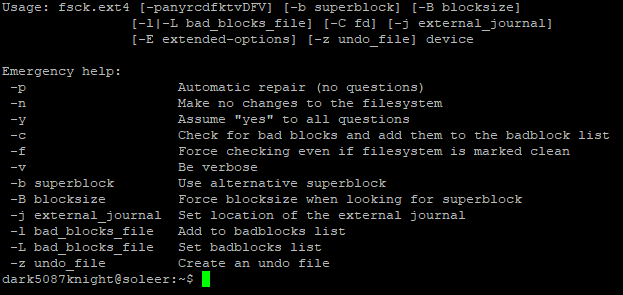 Usage: fsck.ext4 [-panyrcdfktvDFV] [-b superblock] [-B blocksize]
[-l|-L bad_blocks_file] [-C fd] [-j external_journal]
[-E extended-options] [-z undo_file] device
Emergency help:
-p Automatic repair (no questions)
-n Make no changes to the filesystem
-y Assume "yes" to all questions
-c Check for bad blocks and add them to the badblock list
-f Force checking even if filesystem is marked clean
-v Be verbose
-b superblock Use alternative superblock
-B blocksize Force blocksize when looking for superblock
-j external_journal Set location of the external journal
-l bad_blocks_file Add to badblocks list
-L bad_blocks_file Set badblocks list
-z undo_file Create an undo file
dark5087knight@soleer:~$